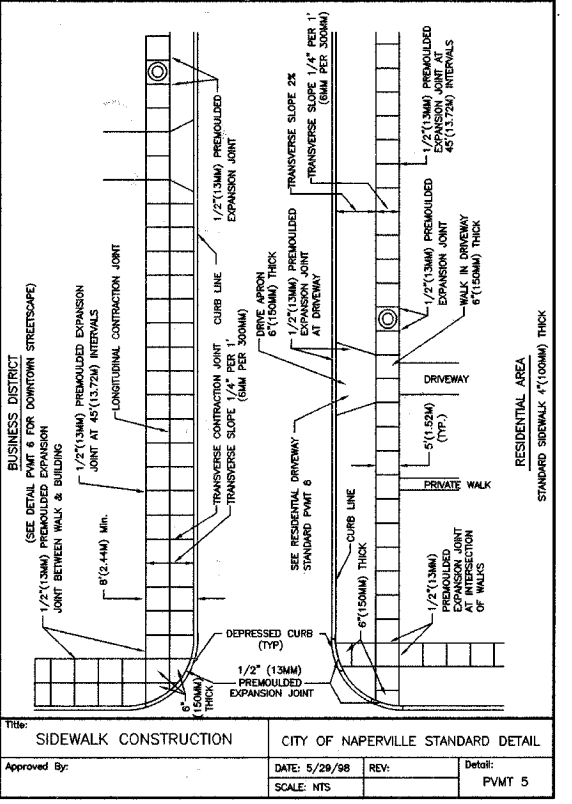 BUSINESS DISTRICT
(SEE DETAIL PVMT 6 FOR DOWNTOWN STREETSCAPE)
1/2"(13MM) PREMOULDED EXPANSION
JOINT BETWEEN WALK & BUILDING
8'(2.44M) Min.
1/2"(13MM) PREMOULDED EXPANSION
JOINT AT 45'(13.72M) INTERVALS
LONGITUDINAL CONTRACTION JOINT
TRANSVERSE CONTRACTION JOINT
TRANSVERSE SLOPE 1/4" PER 1'
(6MM PER 300MM)
CURB LINE
1/2"(13MM) PREMOULDED
EXPANSION JOINT
6"
(150MM)
THICK
DEPRESSED CURB
(TYP)
1/2" (13MM)
PREMOULDED
EXPANSION JOINT
SEE RESIDENTIAL DRIVEWAY
STANDARD PVMT 8
DRIVE APRON
6"(150MM) THICK
1/2"(13MM) PREMOULDED
EXPANSION JOINT
AT DRIVEWAY
TRANSVERSE SLOPE 2%
TRANSVERSE SLOPE 1/4" PER 1'
(6MM PER 300MM)
CURB LINE
6"(150MM) THICK
1/2"(13MM)
PREMOULDED
EXPANSION JOINT
AT INTERSECTION
OF WALKS
5'(1.52M)
(TYP.)
PRIVATE WALK
DRIVEWAY
1/2"(13MM) PREMOULDED
EXPANSION JOINT
WALK IN DRIVEWAY
6"(150MM) THICK
1/2"(13MM) PREMOULDED
EXPANSION JOINT AT
45'(13.72M) INTERVALS
RESIDENTIAL AREA
STANDARD SIDEWALK 4"(100MM) THICK
Title:
SIDEWALK CONSTRUCTION
CITY OF NAPERVILLE STANDARD DETAIL
Approved By:
DATE: 5/29/98
REV:
Detail:
SCALE: NTS
PVMT 5